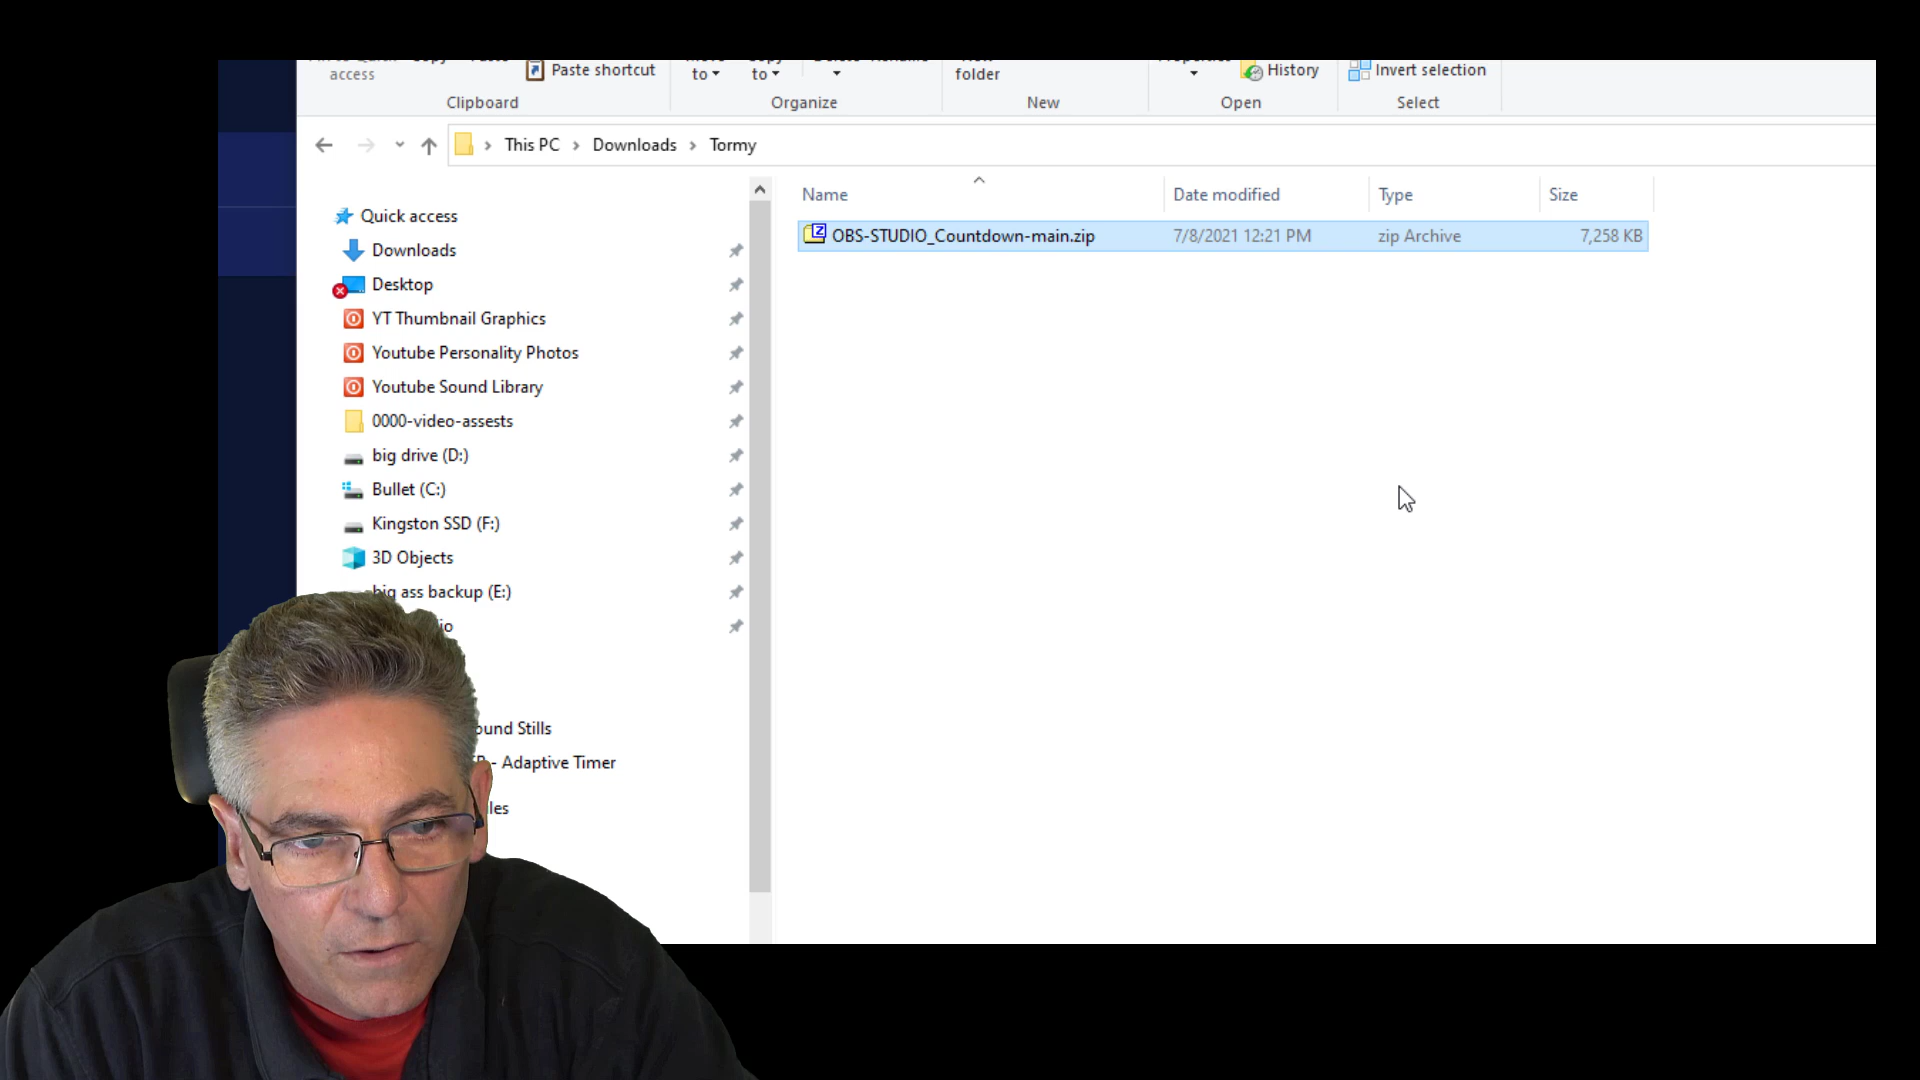 access
Paste shortcut
to
to
folder
History
Invert selection
Clipboard
Organize
New
Open
Select
This PC
Downloads
Tormy
Name
Date modified
Type
Size
OBS-STUDIO_Countdown-main.zip
7/8/2021 12:21 PM
zip Archive
7,258 KB
Quick access
Downloads
Desktop
YT Thumbnail Graphics
Youtube Personality Photos
Youtube Sound Library
0000-video-assests
big drive (D:)
Bullet (C:)
Kingston SSD (F:)
3D Objects
big ass backup (E:)
Stills
- Adaptive Timer